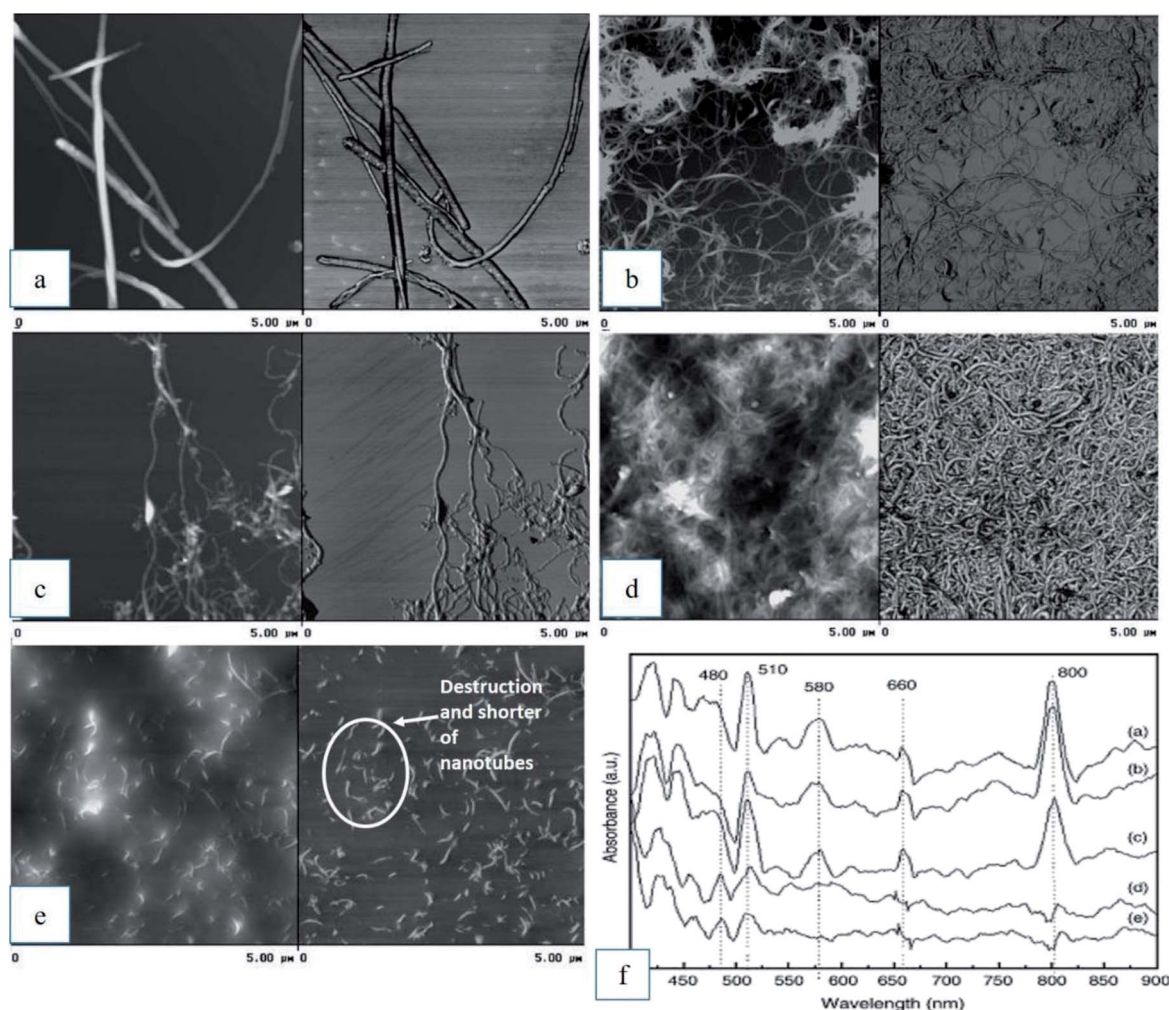 a
0 5.00 μM 0 5.00 μM
b
0 5.00 μM 0 5.00 μM
c
0 5.00 μM 0 5.00 μM
d
0 5.00 μM 0 5.00 μM
Destruction
and shorter
of
nanotubes
e
0 5.00 μM 0 5.00 μM
480 510 580 660 800
(a)
(b)
(c)
(d)
(e)
Absorbance (a.u.)
450 500 550 600 650 700 750 800 850 900
Wavelength (nm)
f